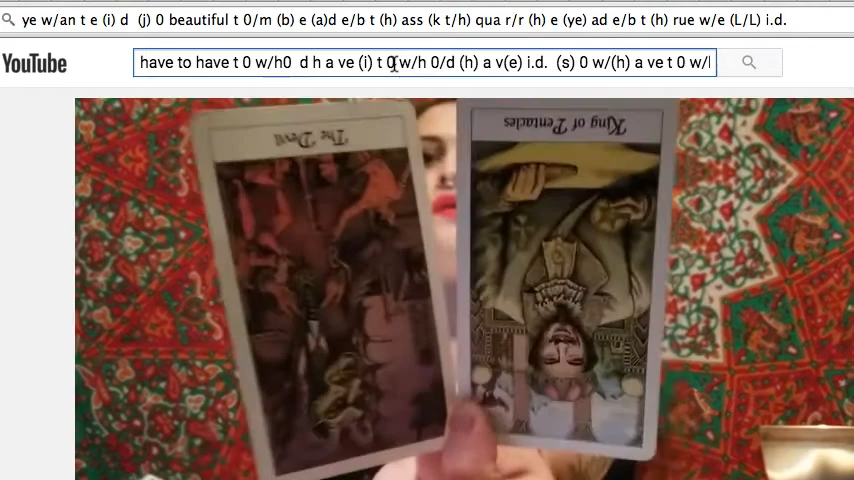 ye w/an t e (i) d  (j) 0 beautiful t 0/m (b) e (a)d e/b t (h) ass (k t/h) qua r/r (h) e (ye) ad e/b t (h) rue w/e (L/L) i.d.
YouTube
have to have t 0 w/h0  d h a ve (i) t 0 w/h 0/d (h) a v(e) i.d.  (s) 0 w/(h) a ve t 0 w/l
The Devil
King of Pentacles